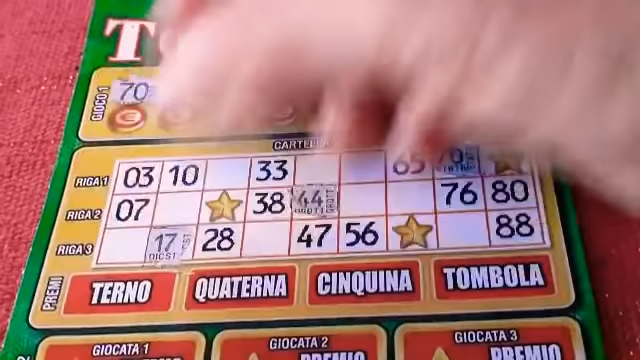 GIOCO 1
70
CARTELLA
RIGA 1 03 10 33 65 70
RIGA 2 07 38 44 76 80
RIGA 3 17 28 47 56 88
DICST
PREMI
TERNO QUATERNA CINQUINA TOMBOLA
GIOCATA 1 GIOCATA 2 GIOCATA 3
PREMIO PREMIO